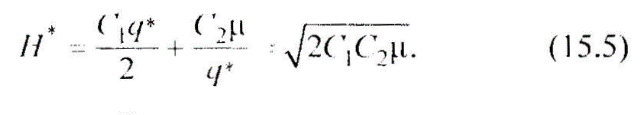 H* = C₁q*/2 + C₂μ/q* = √2C₁C₂μ. (15.5)